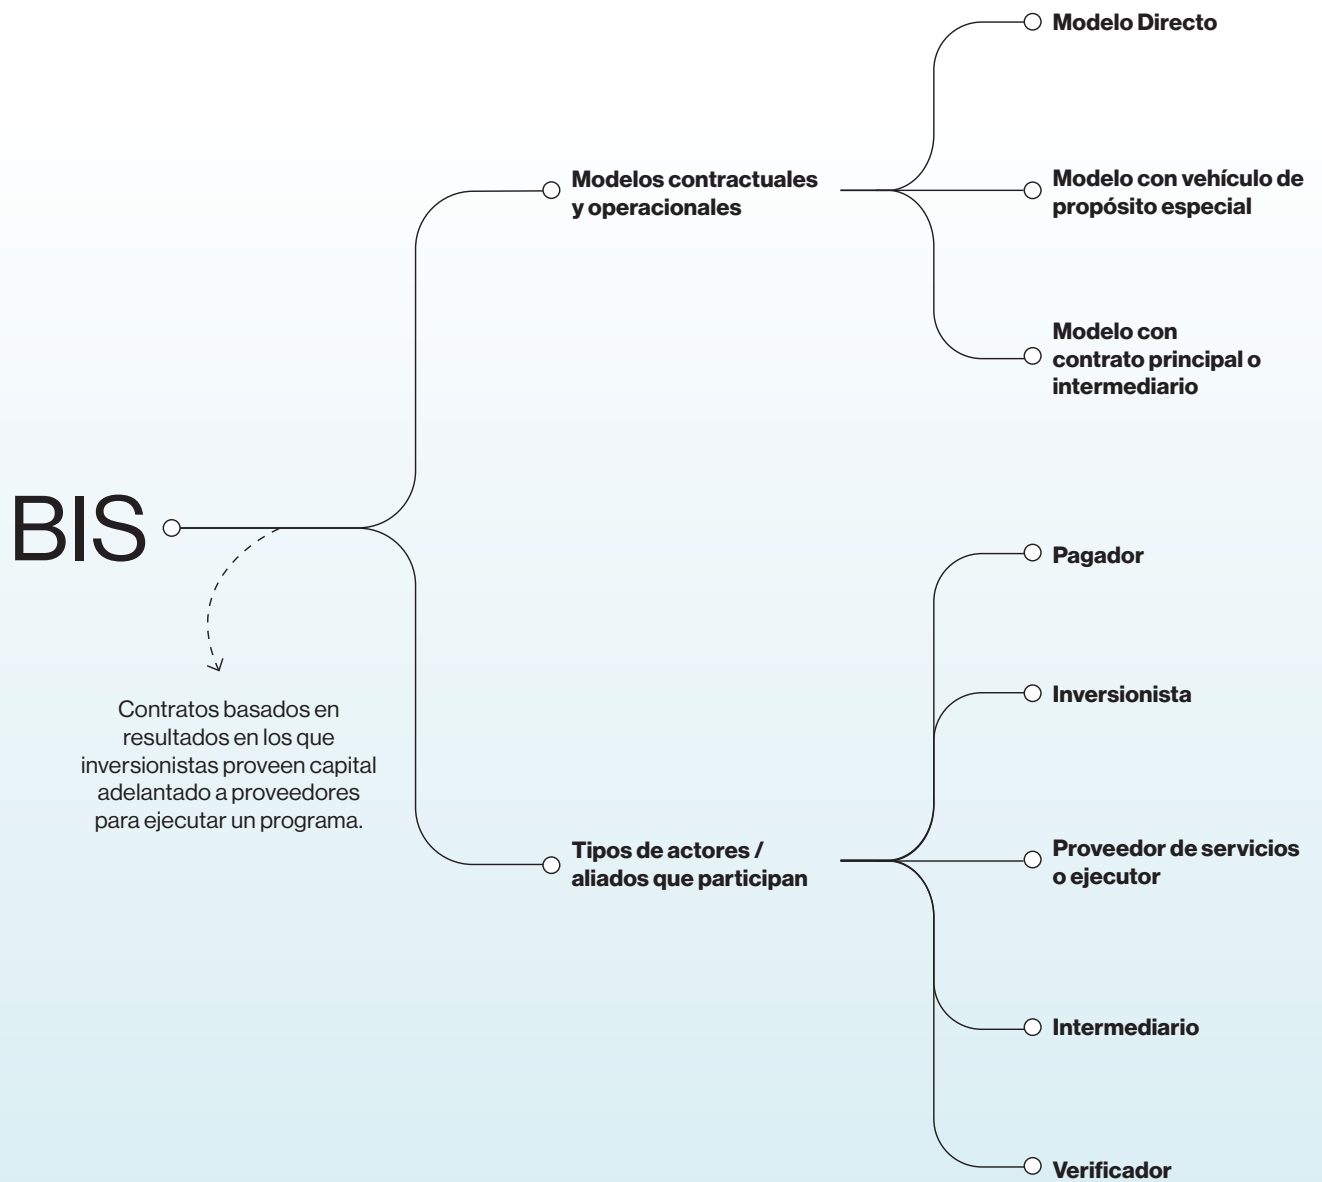 Modelo Directo
Modelos contractuales
y operacionales
Modelo con vehículo de
propósito especial
Modelo con
contrato principal o
intermediario
BIS
Contratos basados en
resultados en los que
inversionistas proveen capital
adelantado a proveedores
para ejecutar un programa.
Tipos de actores /
aliados que participan
Pagador
Inversionista
Proveedor de servicios
o ejecutor
Intermediario
Verificador